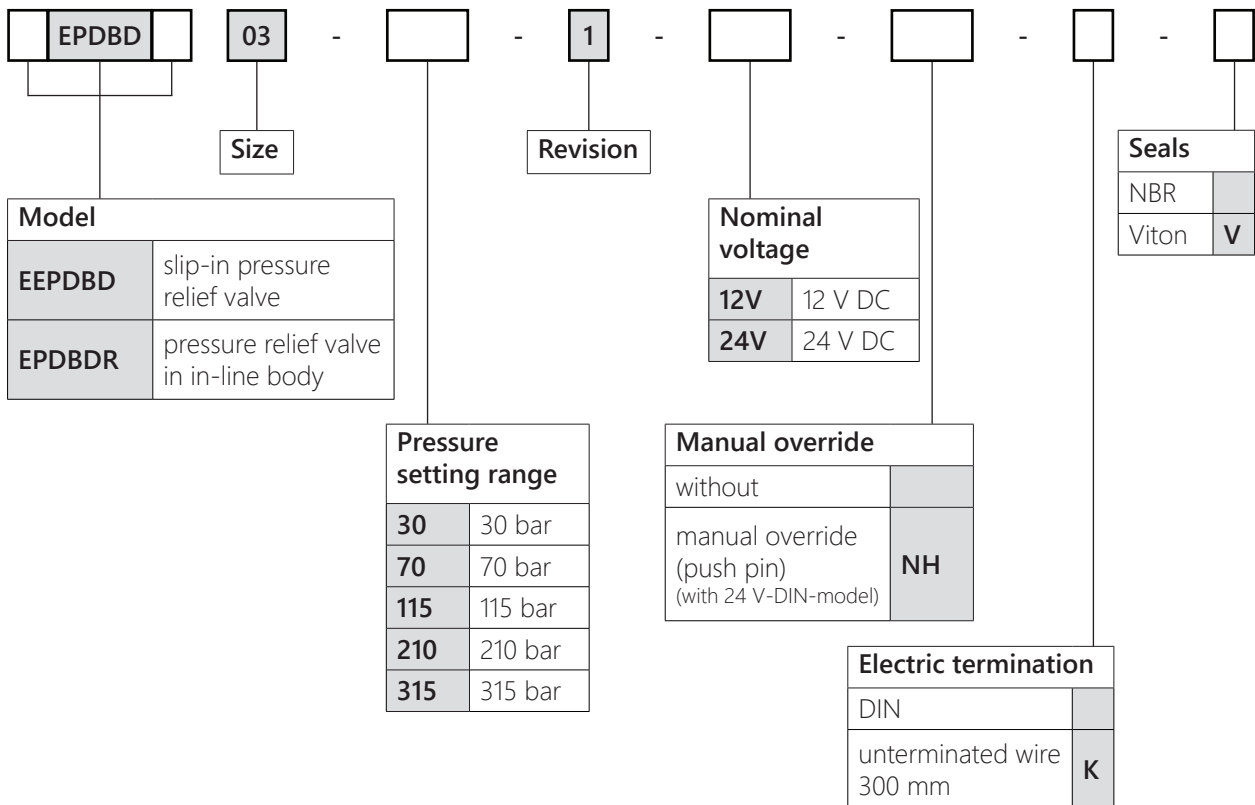 EPDBD 03 - - 1 - - - -
Size
Revision
Seals
NBR
Viton V
Model
EEPDBD slip-in pressure
relief valve
EPDBDR pressure relief valve
in in-line body
Nominal
voltage
12V 12 V DC
24V 24 V DC
Pressure
setting range
30 30 bar
70 70 bar
115 115 bar
210 210 bar
315 315 bar
Manual override
without
manual override
(push pin)
(with 24 V-DIN-model)
NH
Electric termination
DIN
unterminated wire
300 mm
K